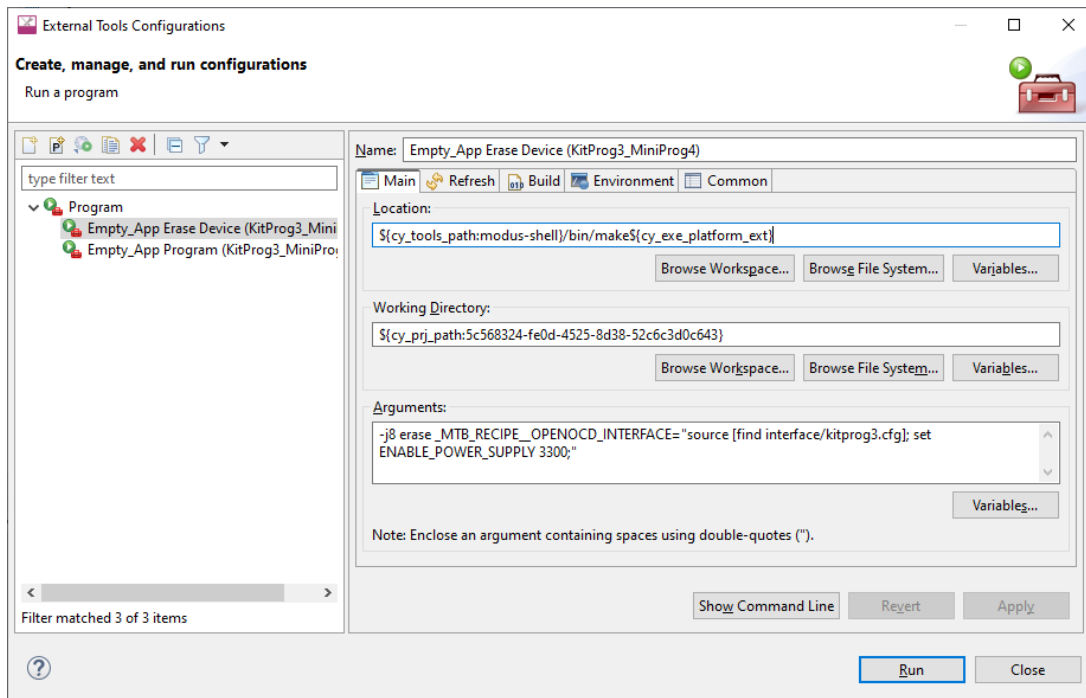 External Tools Configurations
Create, manage, and run configurations
Run a program
type filter text
Program
Empty_App Erase Device (KitProg3_Mini
Empty_App Program (KitProg3_MiniPro
Filter matched 3 of 3 items
Name: Empty_App Erase Device (KitProg3_MiniProg4)
Main Refresh Build Environment Common
Location:
${cy_tools_path:modus-shell}/bin/make${cy_exe_platform_ext}
Browse Workspace... Browse File System... Variables...
Working Directory:
${cy_prj_path:5c568324-fe0d-4525-8d38-52c6c3d0c643}
Browse Workspace... Browse File System... Variables...
Arguments:
-j8 erase _MTB_RECIPE__OPENOCD_INTERFACE="source [find interface/kitprog3.cfg]; set
ENABLE_POWER_SUPPLY 3300;"
Variables...
Note: Enclose an argument containing spaces using double-quotes (").
Show Command Line Revert Apply
Run Close